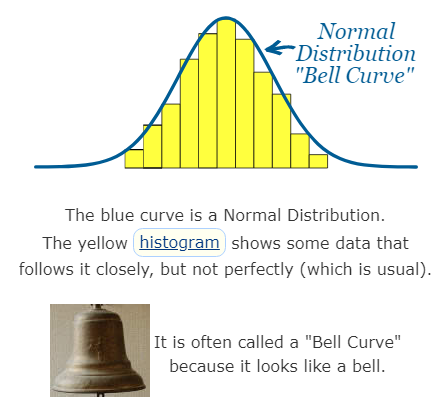 Normal
Distribution
"Bell Curve"
The blue curve is a Normal Distribution.
The yellow histogram shows some data that
follows it closely, but not perfectly (which is usual).
It is often called a "Bell Curve"
because it looks like a bell.